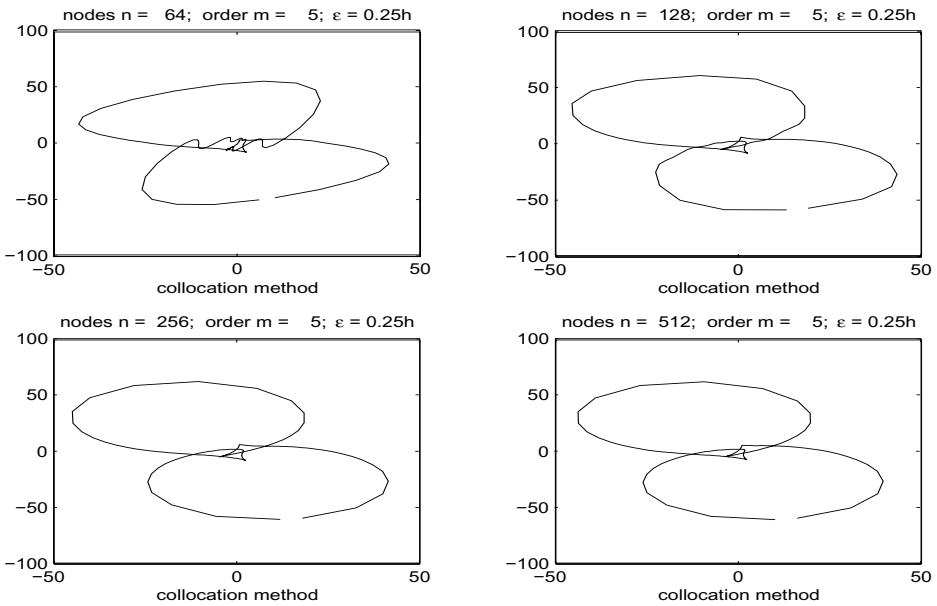 nodes n = 64; order m = 5; ε = 0.25h
100
50
0
−50
−100
−50 0 50
collocation method
nodes n = 128; order m = 5; ε = 0.25h
100
50
0
−50
−100
−50 0 50
collocation method
nodes n = 256; order m = 5; ε = 0.25h
100
50
0
−50
−100
−50 0 50
collocation method
nodes n = 512; order m = 5; ε = 0.25h
100
50
0
−50
−100
−50 0 50
collocation method